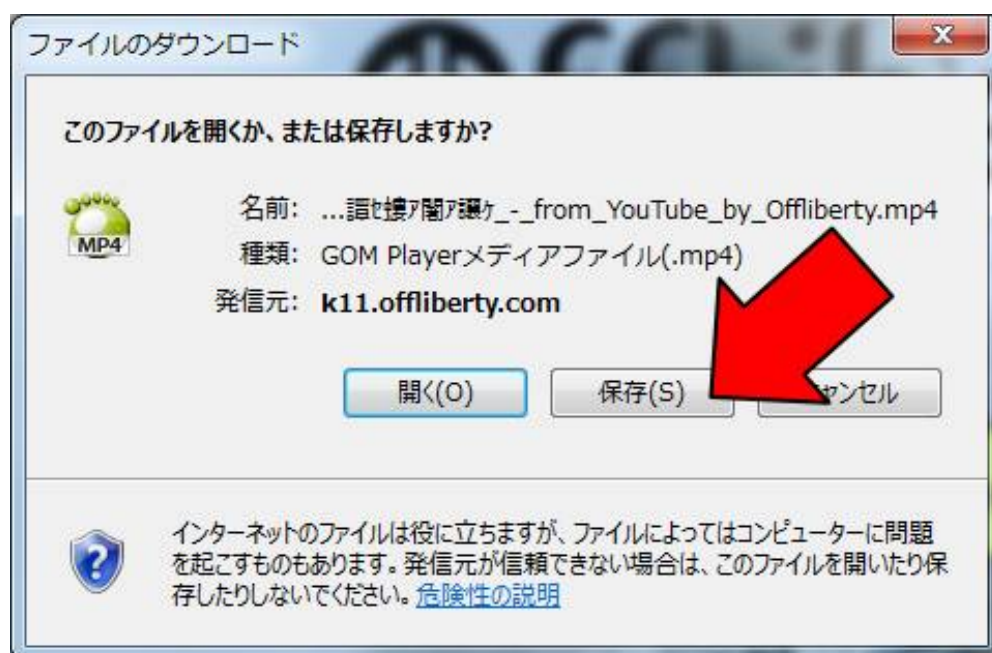 ファイルのダウンロード
このファイルを開くか、または保存しますか?
名前: ..._-_from_YouTube_by_Offliberty.mp4
MP4
種類: GOM Playerメディアファイル(.mp4)
発信元: k11.offliberty.com
開く(O) 保存(S) ャンセル
インターネットのファイルは役に立ちますが、ファイルによってはコンピューターに問題
を起こすものもあります。発信元が信頼できない場合は、このファイルを開いたり保
存したりしないでください。危険性の説明